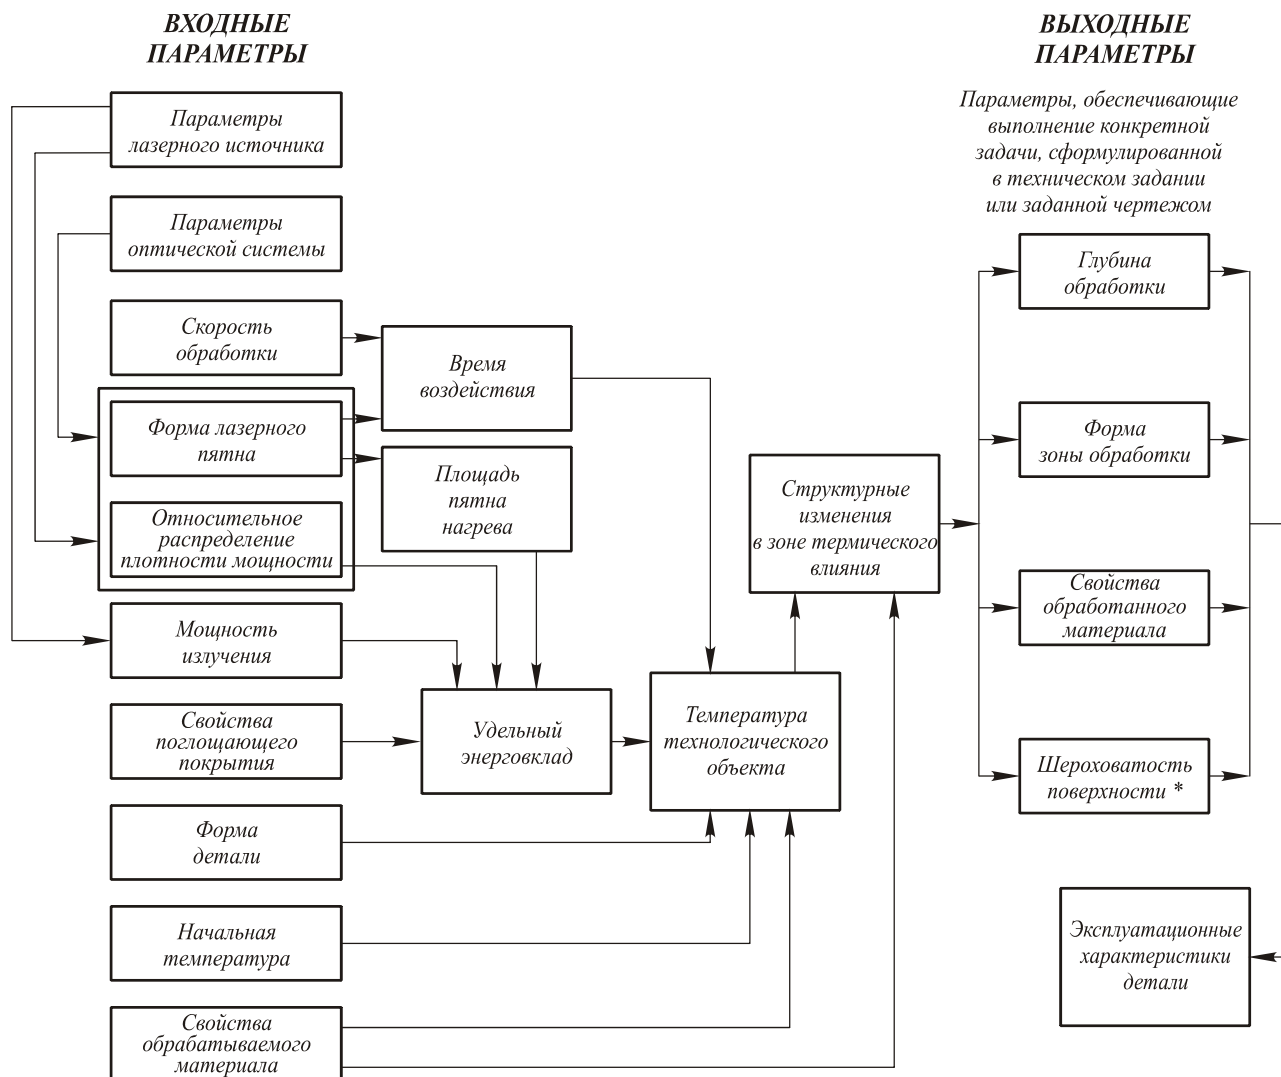 ВХОДНЫЕ
ПАРАМЕТРЫ
Параметры
лазерного источника
Параметры
оптической системы
Скорость
обработки
Форма лазерного
пятна
Относительное
распределение
плотности мощности
Мощность
излучения
Свойства
поглощающего
покрытия
Форма
детали
Начальная
температура
Свойства
обрабатываемого
материала
Время
воздействия
Площадь
пятна
нагрева
Удельный
энерговклад
Температура
технологического
объекта
Структурные
изменения
в зоне термического
влияния
ВЫХОДНЫЕ
ПАРАМЕТРЫ
Параметры, обеспечивающие
выполнение конкретной
задачи, сформулированной
в техническом задании
или заданной чертежом
Глубина
обработки
Форма
зоны обработки
Свойства
обработанного
материала
Шероховатость
поверхности *
Эксплуатационные
характеристики
детали